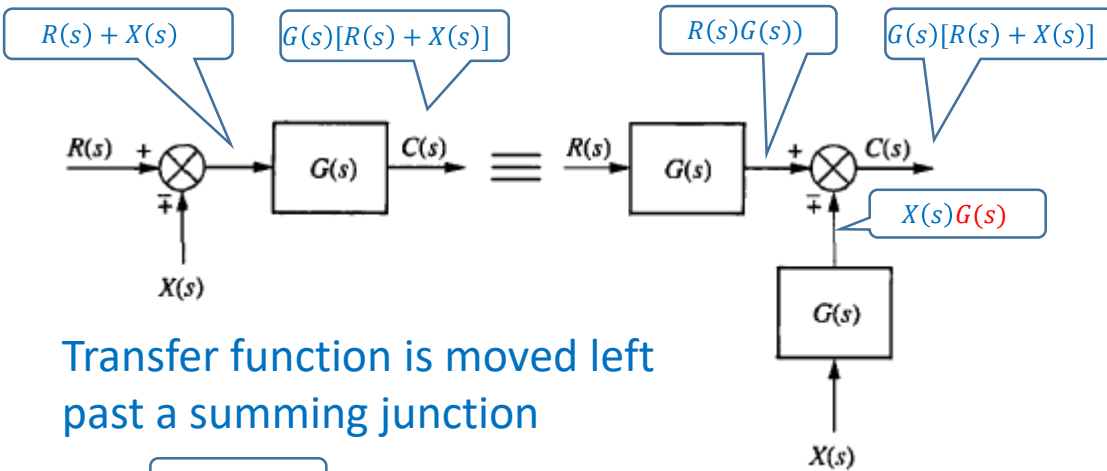 R(s) + X(s)
G(s)[R(s) + X(s)]
R(s)G(s))
G(s)[R(s) + X(s)]
R(s) + ∓ G(s) C(s)
X(s)
≡
R(s) G(s) + ∓ C(s)
X(s)G(s)
G(s)
X(s)
Transfer function is moved left
past a summing junction